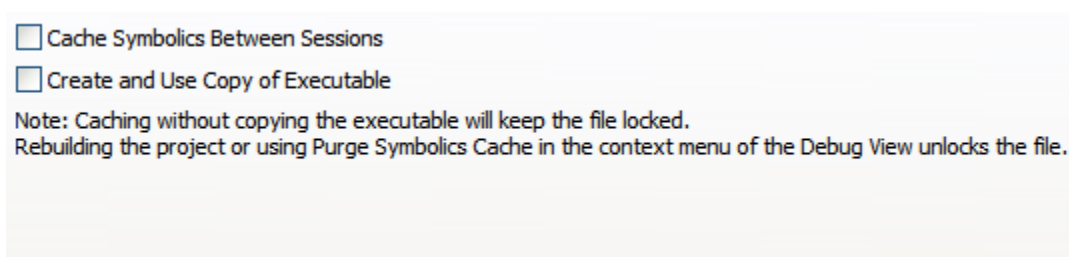 Cache Symbolics Between Sessions
Create and Use Copy of Executable
Note: Caching without copying the executable will keep the file locked.
Rebuilding the project or using Purge Symbolics Cache in the context menu of the Debug View unlocks the file.